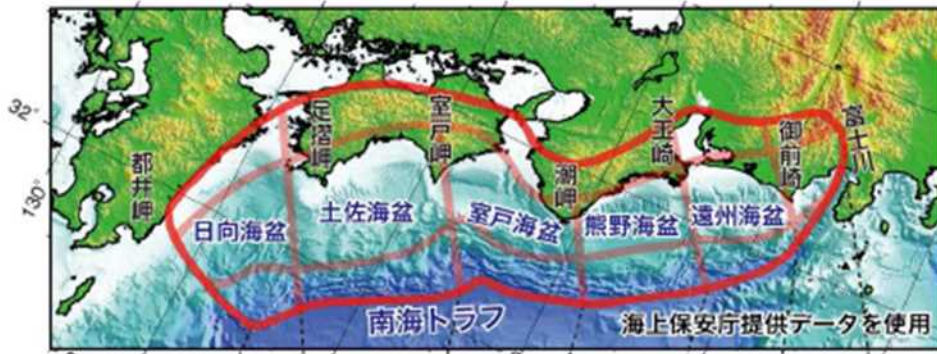 32°
130°
都井岬
足摺岬
室戸岬
潮岬
大王崎
御前崎
富士川
日向海盆
土佐海盆
室戸海盆
熊野海盆
遠州海盆
南海トラフ
海上保安庁提供データを使用